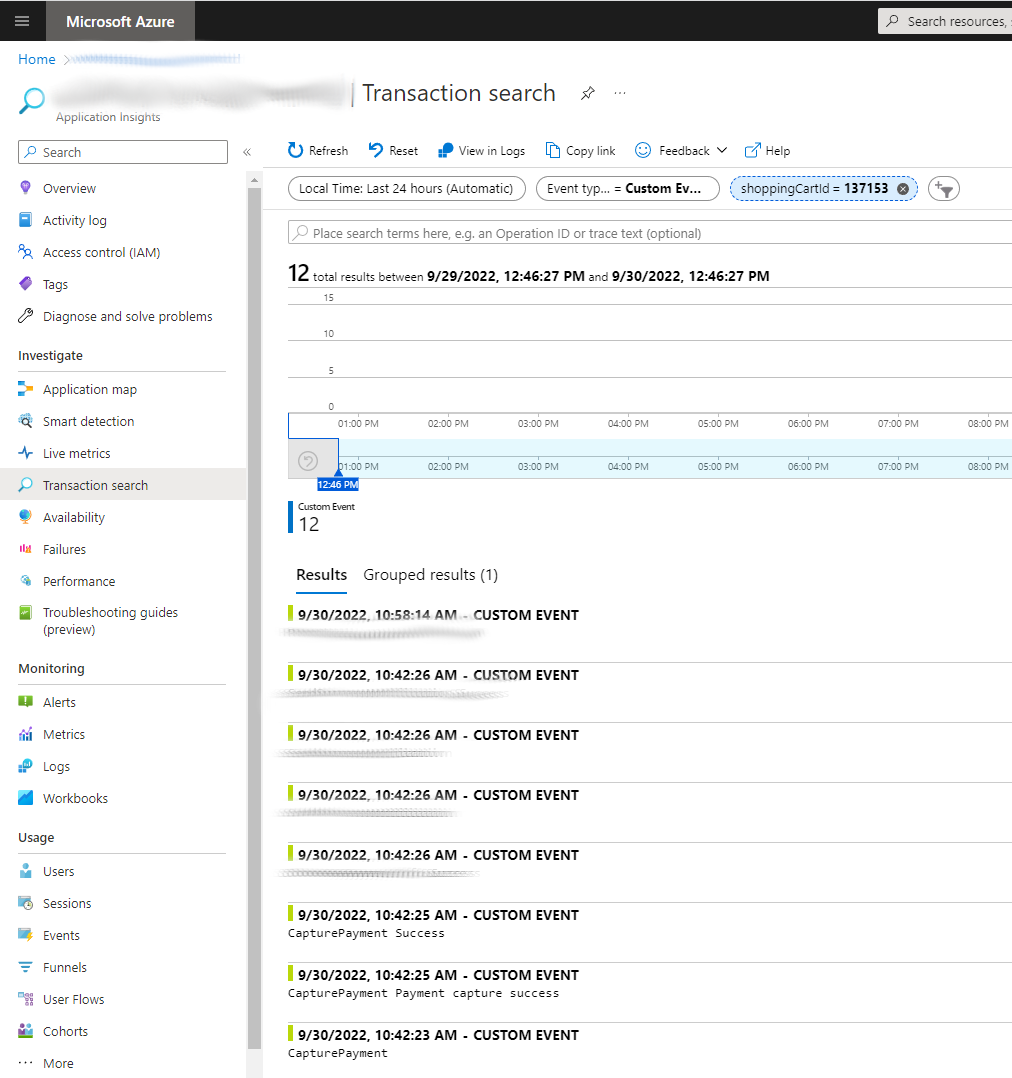 Microsoft Azure
Search resources,
Home
Transaction search
Application Insights
Search
Overview
Activity log
Access control (IAM)
Tags
Diagnose and solve problems
Investigate
Application map
Smart detection
Live metrics
Transaction search
Availability
Failures
Performance
Troubleshooting guides
(preview)
Monitoring
Alerts
Metrics
Logs
Workbooks
Usage
Users
Sessions
Events
Funnels
User Flows
Cohorts
More
Refresh Reset View in Logs Copy link Feedback Help
Local Time: Last 24 hours (Automatic) Event typ... = Custom Ev... shoppingCartId = 137153
Place search terms here, e.g. an Operation ID or trace text (optional)
12 total results between 9/29/2022, 12:46:27 PM and 9/30/2022, 12:46:27 PM
15
10
5
0
01:00 PM 02:00 PM 03:00 PM 04:00 PM 05:00 PM 06:00 PM 07:00 PM 08:00 PM
01:00 PM 02:00 PM 03:00 PM 04:00 PM 05:00 PM 06:00 PM 07:00 PM 08:00 PM
12:46 PM
Custom Event
12
Results Grouped results (1)
9/30/2022, 10:58:14 AM - CUSTOM EVENT
9/30/2022, 10:42:26 AM - CUSTOM EVENT
9/30/2022, 10:42:26 AM - CUSTOM EVENT
9/30/2022, 10:42:26 AM - CUSTOM EVENT
9/30/2022, 10:42:26 AM - CUSTOM EVENT
9/30/2022, 10:42:25 AM - CUSTOM EVENT
CapturePayment Success
9/30/2022, 10:42:25 AM - CUSTOM EVENT
CapturePayment Payment capture success
9/30/2022, 10:42:23 AM - CUSTOM EVENT
CapturePayment